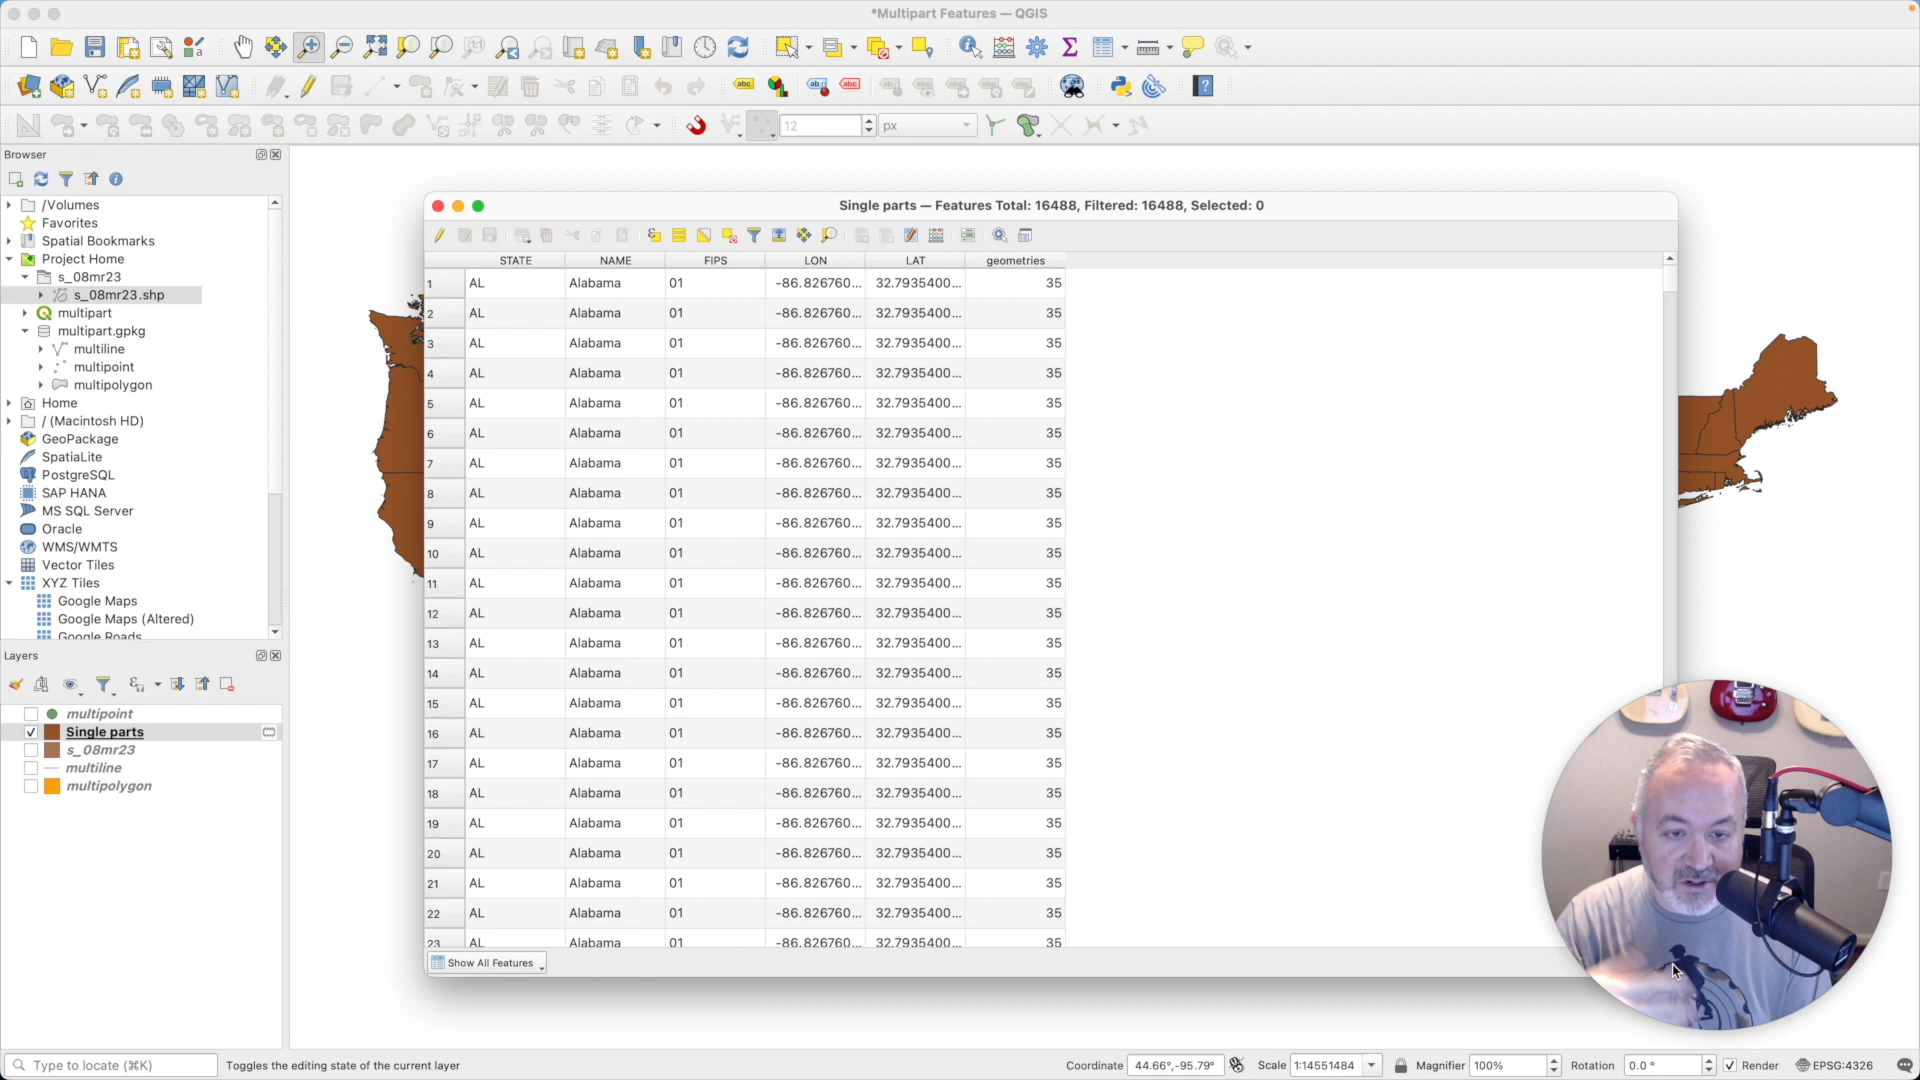 *Multipart Features — QGIS
12
px
Browser
/Volumes
Favorites
Spatial Bookmarks
Project Home
s_08mr23
s_08mr23.shp
multipart
multipart.gpkg
multiline
multipoint
multipolygon
Home
/ (Macintosh HD)
GeoPackage
SpatiaLite
PostgreSQL
SAP HANA
MS SQL Server
Oracle
WMS/WMTS
Vector Tiles
XYZ Tiles
Google Maps
Google Maps (Altered)
Google Roads
Layers
multipoint
Single parts
s_08mr23
multiline
multipolygon
Single parts — Features Total: 16488, Filtered: 16488, Selected: 0
STATE NAME FIPS LON LAT geometries
1 AL Alabama 01 -86.826760... 32.7935400... 35
2 AL Alabama 01 -86.826760... 32.7935400... 35
3 AL Alabama 01 -86.826760... 32.7935400... 35
4 AL Alabama 01 -86.826760... 32.7935400... 35
5 AL Alabama 01 -86.826760... 32.7935400... 35
6 AL Alabama 01 -86.826760... 32.7935400... 35
7 AL Alabama 01 -86.826760... 32.7935400... 35
8 AL Alabama 01 -86.826760... 32.7935400... 35
9 AL Alabama 01 -86.826760... 32.7935400... 35
10 AL Alabama 01 -86.826760... 32.7935400... 35
11 AL Alabama 01 -86.826760... 32.7935400... 35
12 AL Alabama 01 -86.826760... 32.7935400... 35
13 AL Alabama 01 -86.826760... 32.7935400... 35
14 AL Alabama 01 -86.826760... 32.7935400... 35
15 AL Alabama 01 -86.826760... 32.7935400... 35
16 AL Alabama 01 -86.826760... 32.7935400... 35
17 AL Alabama 01 -86.826760... 32.7935400... 35
18 AL Alabama 01 -86.826760... 32.7935400... 35
19 AL Alabama 01 -86.826760... 32.7935400... 35
20 AL Alabama 01 -86.826760... 32.7935400... 35
21 AL Alabama 01 -86.826760... 32.7935400... 35
22 AL Alabama 01 -86.826760... 32.7935400... 35
23 AL Alabama 01 -86.826760... 32.7935400... 35
Show All Features
Type to locate (⌘K) Toggles the editing state of the current layer Coordinate 44.66°,-95.79° Scale 1:14551484 Magnifier 100% Rotation 0.0 ° Render EPSG:4326